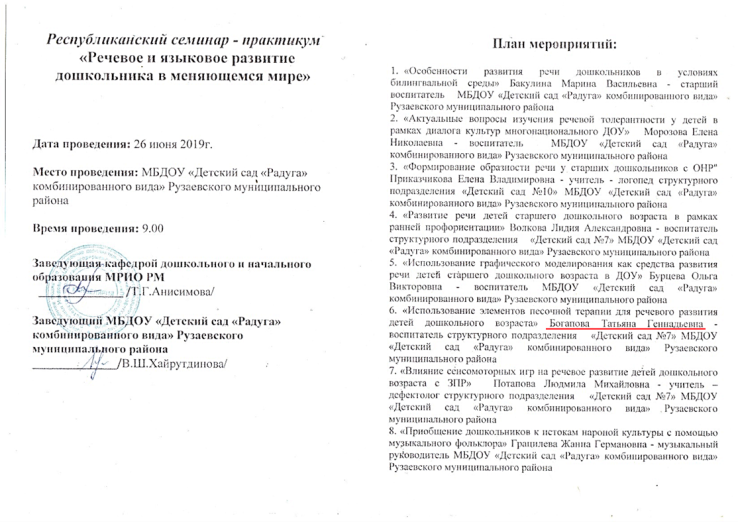 Республиканский семинар - практикум
«Речевое и языковое развитие
дошкольника в меняющемся мире»
Дата проведения: 26 июня 2019г.
Место проведения: МБДОУ «Детский сад «Радуга»
комбинированного вида» Рузаевского муниципального
района
Время проведения: 9.00
Заведующая кафедрой дошкольного и начального
образования МРИО РМ
/Т.Г.Анисимова/
Заведующий МБДОУ «Детский сад «Радуга»
комбинированного вида» Рузаевского
муниципального района
/В.Ш.Хайрутдинова/
План мероприятий:
1. «Особенности развития речи дошкольников в условиях
билингвальной среды» Бакулина Марина Васильевна - старший
воспитатель МБДОУ «Детский сад «Радуга» комбинированного вида»
Рузаевского муниципального района
2. «Актуальные вопросы изучения речевой толерантности у детей в
рамках диалога культур многонационального ДОУ» Морозова Елена
Николаевна - воспитатель МБДОУ «Детский сад «Радуга»
комбинированного вида» Рузаевского муниципального района
3. «Формирование образности речи у старших дошкольников с ОНР"
Приказчикова Елена Владимировна - учитель - логопед структурного
подразделения «Детский сад №10» МБДОУ «Детский сад «Радуга»
комбинированного вида» Рузаевского муниципального района
4. «Развитие речи детей старшего дошкольного возраста в рамках
ранней профориентации» Волкова Лидия Александровна - воспитатель
структурного подразделения «Детский сад №7» МБДОУ «Детский сад
«Радуга» комбинированного вида» Рузаевского муниципального района
5. «Использование графического моделирования как средства развития
речи детей старшего дошкольного возраста в ДОУ» Бурцева Ольга
Викторовна - воспитатель МБДОУ «Детский сад «Радуга»
комбинированного вида» Рузаевского муниципального района
6. «Использование элементов песочной терапии для речевого развития
детей дошкольного возраста» Богапова Татьяна Геннадьевна -
воспитатель структурного подразделения «Детский сад №7» МБДОУ
«Детский сад «Радуга» комбинированного вида» Рузаевского
муниципального района
7. «Влияние сенсомоторных игр на речевое развитие детей дошкольного
возраста с ЗПР» Потапова Людмила Михайловна - учитель –
дефектолог структурного подразделения «Детский сад №7» МБДОУ
«Детский сад «Радуга» комбинированного вида» Рузаевского
муниципального района
8. «Приобщение дошкольников к истокам нароной культуры с помощью
музыкального фольклора» Грацилева Жанна Германовна - музыкальный
руководитель МБДОУ «Детский сад «Радуга» комбинированного вида»
Рузаевского муниципального района